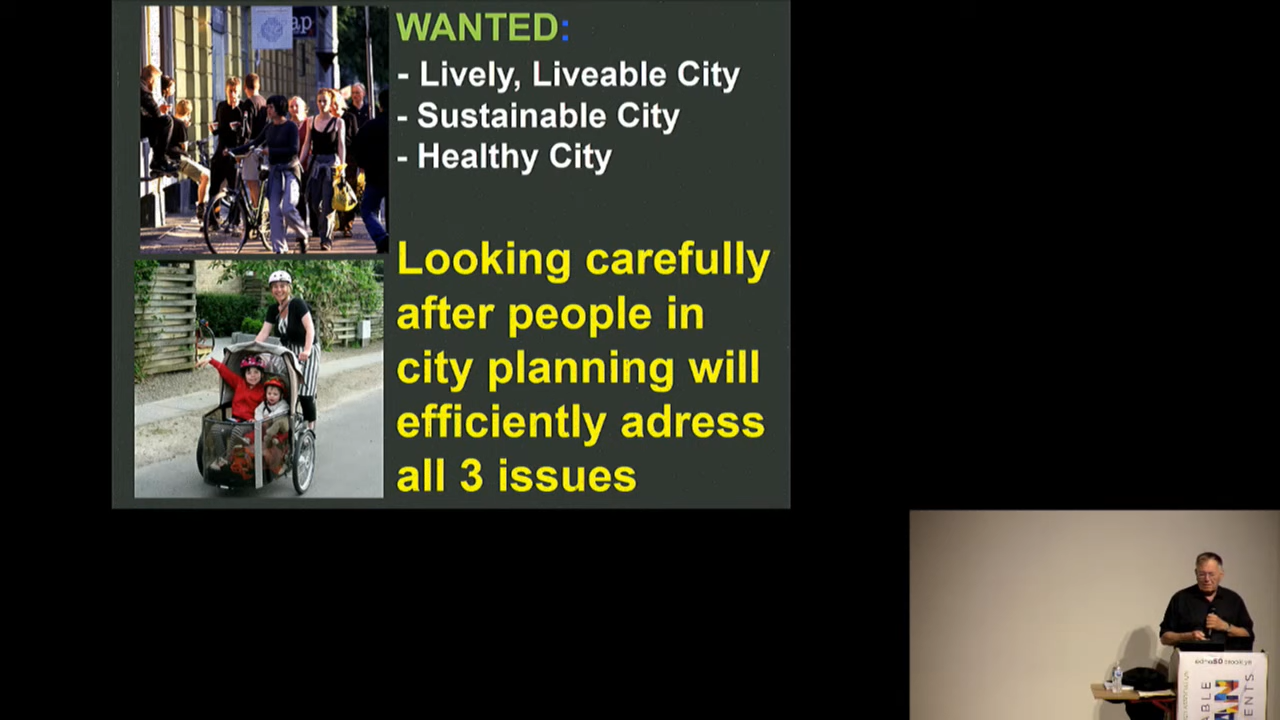 WANTED:
- Lively, Liveable City
- Sustainable City
- Healthy City
Looking carefully
after people in
city planning will
efficiently adress
all 3 issues
ap